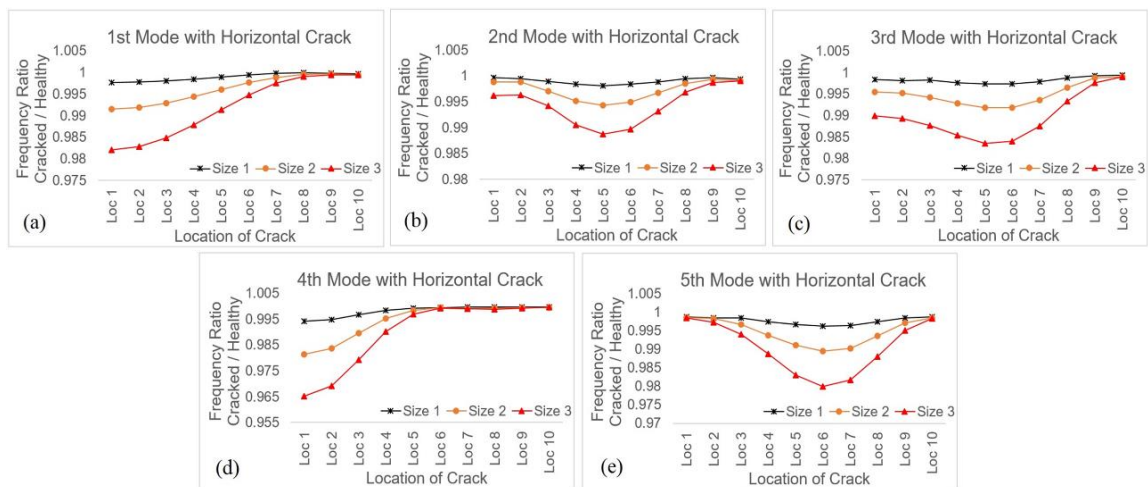 1st Mode with Horizontal Crack
Frequency Ratio
Cracked / Healthy
1.005
1
0.995
0.99
0.985
0.98
0.975
Size 1 Size 2 Size 3
Loc 1 Loc 2 Loc 3 Loc 4 Loc 5 Loc 6 Loc 7 Loc 8 Loc 9 Loc 10
(a)
Location of Crack
2nd Mode with Horizontal Crack
Frequency Ratio
Cracked / Healthy
1.005
1
0.995
0.99
0.985
0.98
Size 1 Size 2 Size 3
Loc 1 Loc 2 Loc 3 Loc 4 Loc 5 Loc 6 Loc 7 Loc 8 Loc 9 Loc 10
(b)
Location of Crack
3rd Mode with Horizontal Crack
Frequency Ratio
Cracked / Healthy
1.005
1
0.995
0.99
0.985
0.98
Size 1 Size 2 Size 3
Loc 1 Loc 2 Loc 3 Loc 4 Loc 5 Loc 6 Loc 7 Loc 8 Loc 9 Loc 10
(c)
Location of Crack
4th Mode with Horizontal Crack
Frequency Ratio
Cracked / Healthy
1.005
0.995
0.985
0.975
0.965
0.955
Size 1 Size 2 Size 3
Loc 1 Loc 2 Loc 3 Loc 4 Loc 5 Loc 6 Loc 7 Loc 8 Loc 9 Loc 10
(d)
Location of Crack
5th Mode with Horizontal Crack
Frequency Ratio
Cracked / Healthy
1.005
1
0.995
0.99
0.985
0.98
0.975
0.97
Size 1 Size 2 Size 3
Loc 1 Loc 2 Loc 3 Loc 4 Loc 5 Loc 6 Loc 7 Loc 8 Loc 9 Loc 10
(e)
Location of Crack